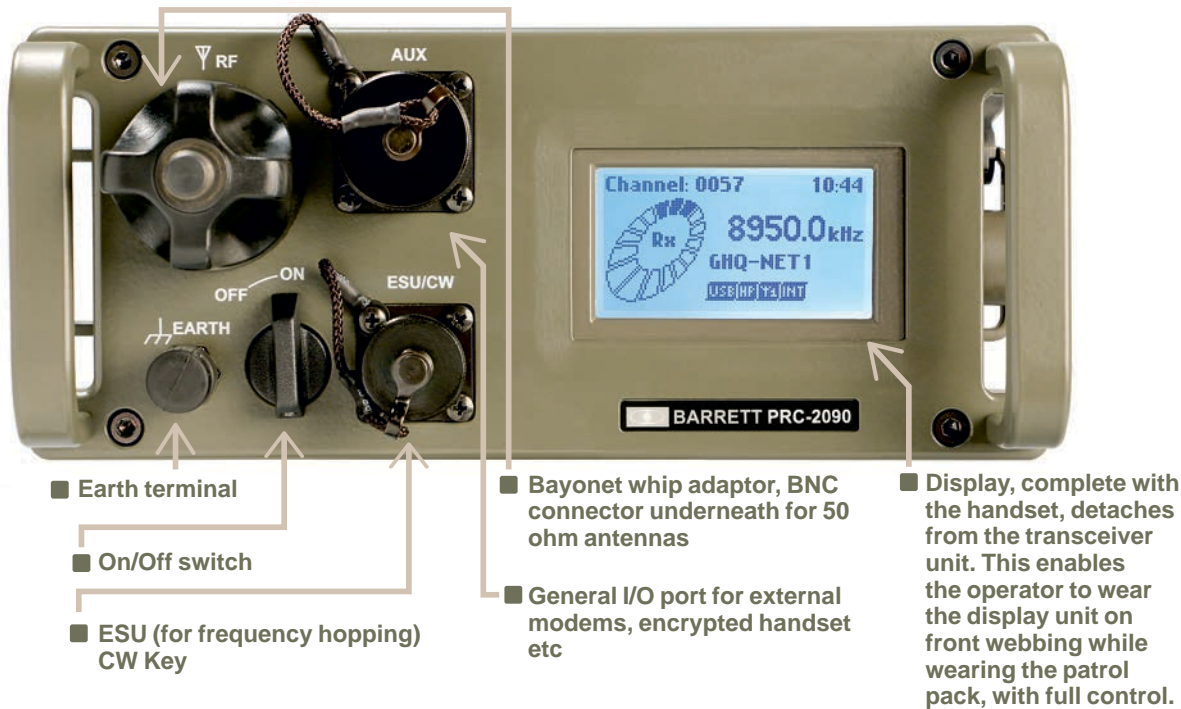 RF
AUX
Channel: 0057 10:44
Rx
8950.0kHz
GHQ-NET1
USB HP INT
ON
OFF
ESU/CW
EARTH
BARRETT PRC-2090
Earth terminal
On/Off switch
ESU (for frequency hopping)
CW Key
Bayonet whip adaptor, BNC
connector underneath for 50
ohm antennas
General I/O port for external
modems, encrypted handset
etc
Display, complete with
the handset, detaches
from the transceiver
unit. This enables
the operator to wear
the display unit on
front webbing while
wearing the patrol
pack, with full control.